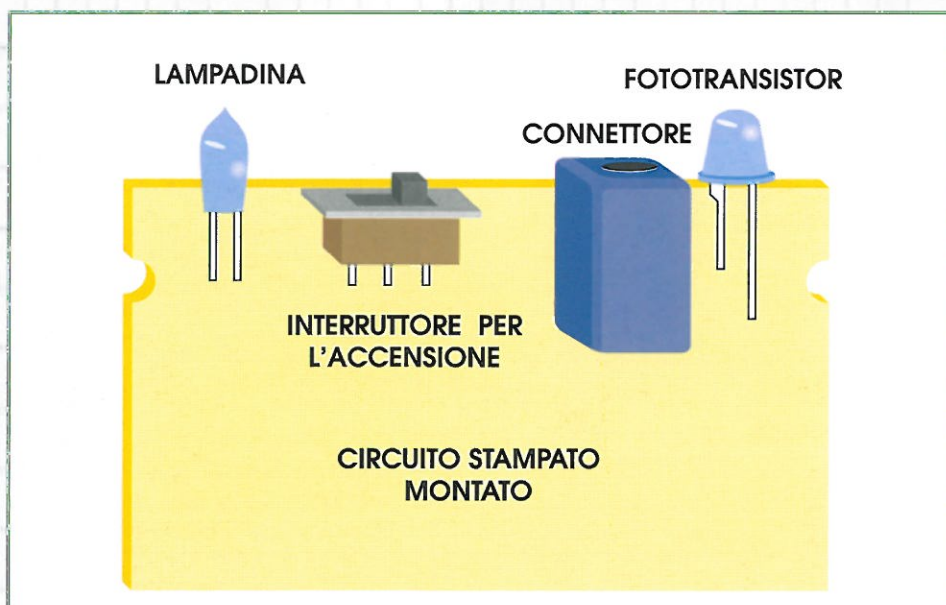 LAMPADINA
FOTOTRANSISTOR
CONNETTORE
INTERRUTTORE PER
L'ACCENSIONE
CIRCUITO STAMPATO
MONTATO